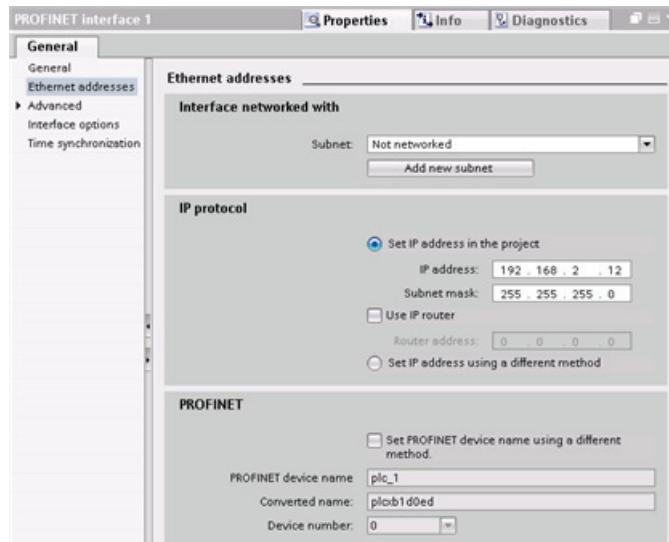 PROFINET interface 1
Properties
Info
Diagnostics
General
General
Ethernet addresses
Advanced
Interface options
Time synchronization
Ethernet addresses
Interface networked with
Subnet: Not networked
Add new subnet
IP protocol
Set IP address in the project
IP address: 192 . 168 . 2 . 12
Subnet mask: 255 . 255 . 255 . 0
Use IP router
Router address: 0 . 0 . 0 . 0
Set IP address using a different method
PROFINET
Set PROFINET device name using a different
method.
PROFINET device name plc_1
Converted name: plcxb1d0ed
Device number: 0